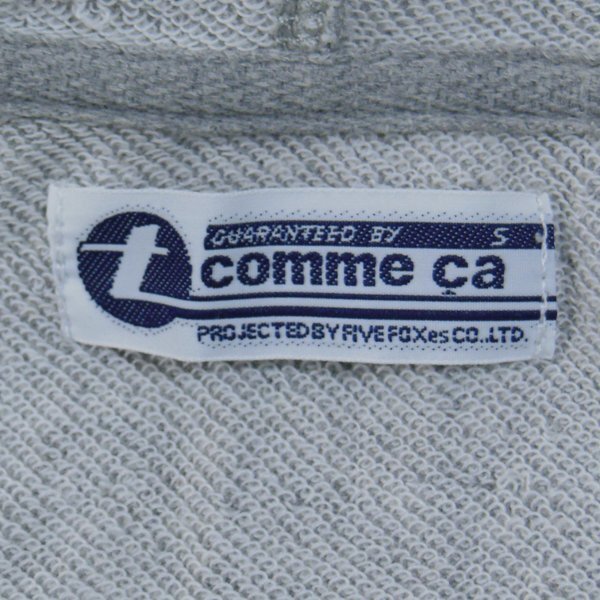 GUARANTEED BY S
t comme ça
PROJECTED BY FIVE FOXes CO.,LTD.